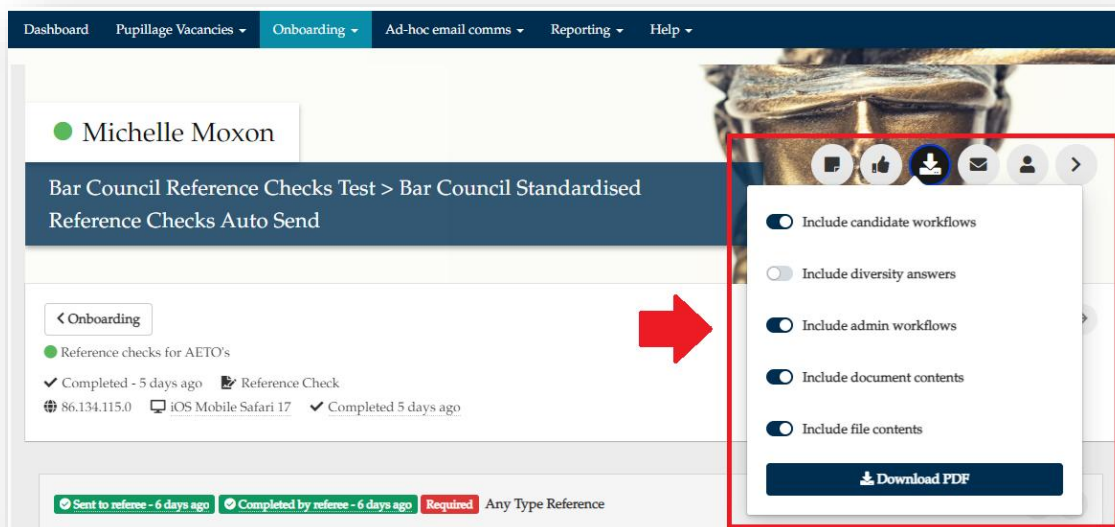 Dashboard Pupillage Vacancies Onboarding Ad-hoc email comms Reporting Help
Michelle Moxon
Bar Council Reference Checks Test > Bar Council Standardised
Reference Checks Auto Send
Include candidate workflows
Include diversity answers
Include admin workflows
Include document contents
Include file contents
Download PDF
< Onboarding
Reference checks for AETO's
Completed - 5 days ago Reference Check
86.134.115.0 iOS Mobile Safari 17 Completed 5 days ago
Sent to referee - 6 days ago Completed by referee - 6 days ago Required Any Type Reference